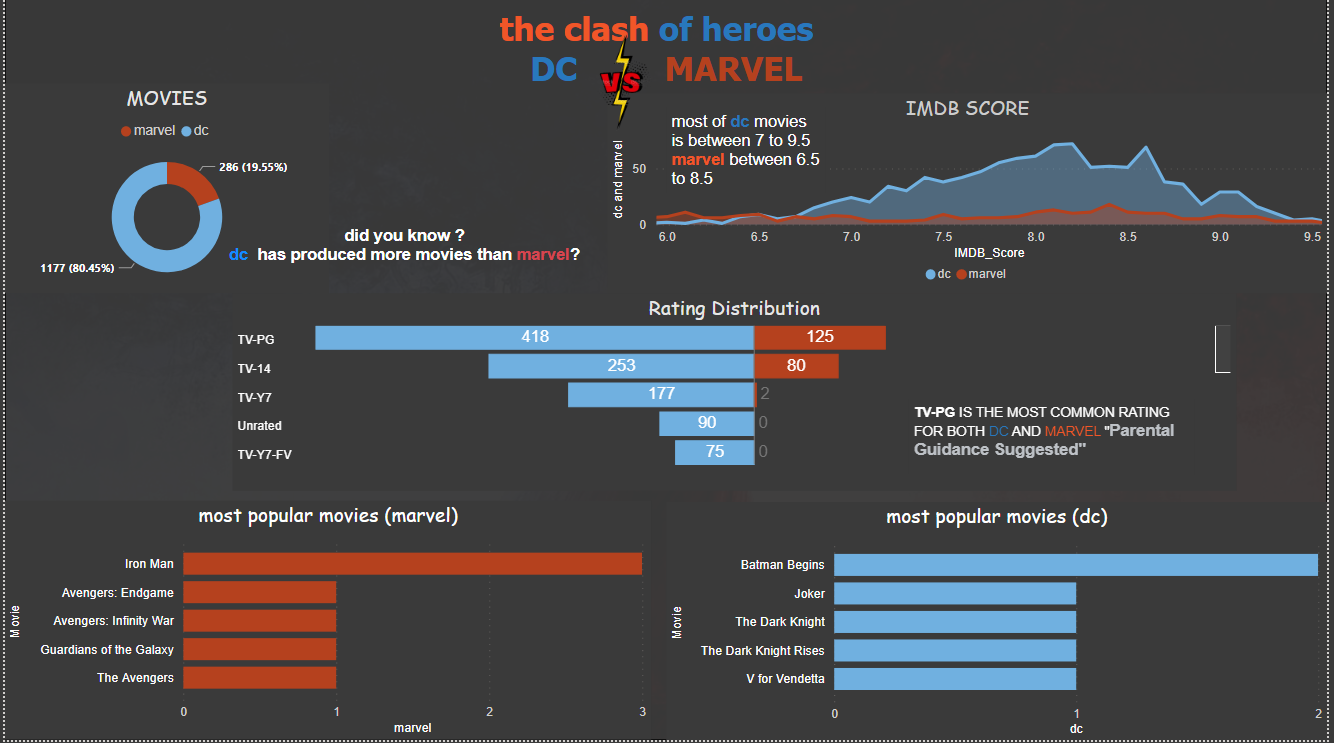 the clash of heroes
DC vs MARVEL
MOVIES
marvel dc
286 (19.55%)
1177 (80.45%)
did you know ?
dc has produced more movies than marvel?
most of dc movies
is between 7 to 9.5
marvel between 6.5
to 8.5
IMDB SCORE
dc and marvel
50
0
6.0 6.5 7.0 7.5 8.0 8.5 9.0 9.5
IMDB_Score
dc marvel
Rating Distribution
TV-PG 418 125
TV-14 253 80
TV-Y7 177 2
Unrated 90 0
TV-Y7-FV 75 0
TV-PG IS THE MOST COMMON RATING
FOR BOTH DC AND MARVEL "Parental
Guidance Suggested"
most popular movies (marvel)
Movie
Iron Man
Avengers: Endgame
Avengers: Infinity War
Guardians of the Galaxy
The Avengers
0 1 2 3
marvel
most popular movies (dc)
Movie
Batman Begins
Joker
The Dark Knight
The Dark Knight Rises
V for Vendetta
0 1 2
dc